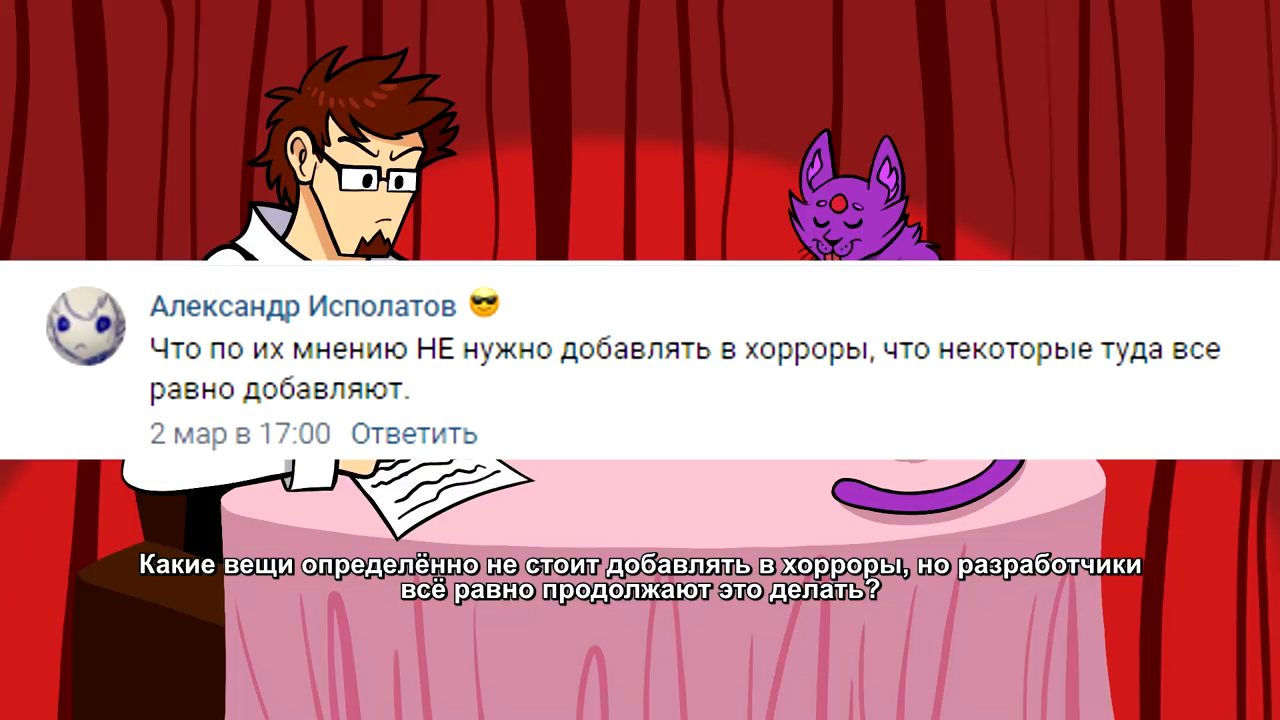 Александр Исполатов 😎
Что по их мнению НЕ нужно добавлять в хорроры, что некоторые туда все
равно добавляют.
2 мар в 17:00 Ответить
Какие вещи определённо не стоит добавлять в хорроры, но разработчики
всё равно продолжают это делать?